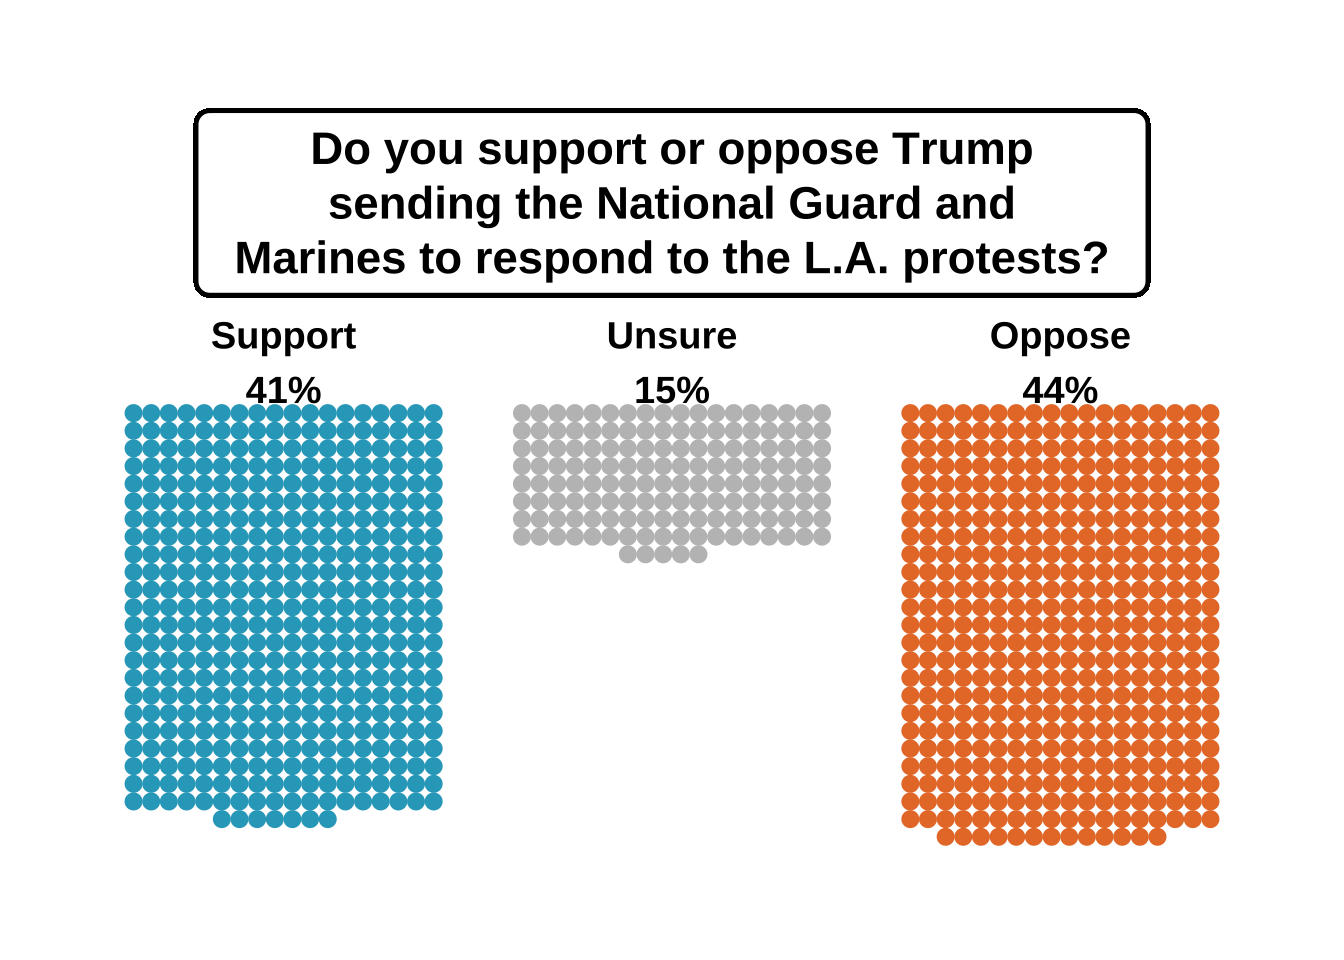 Do you support or oppose Trump
sending the National Guard and
Marines to respond to the L.A. protests?
Support
41%
Unsure
15%
Oppose
44%